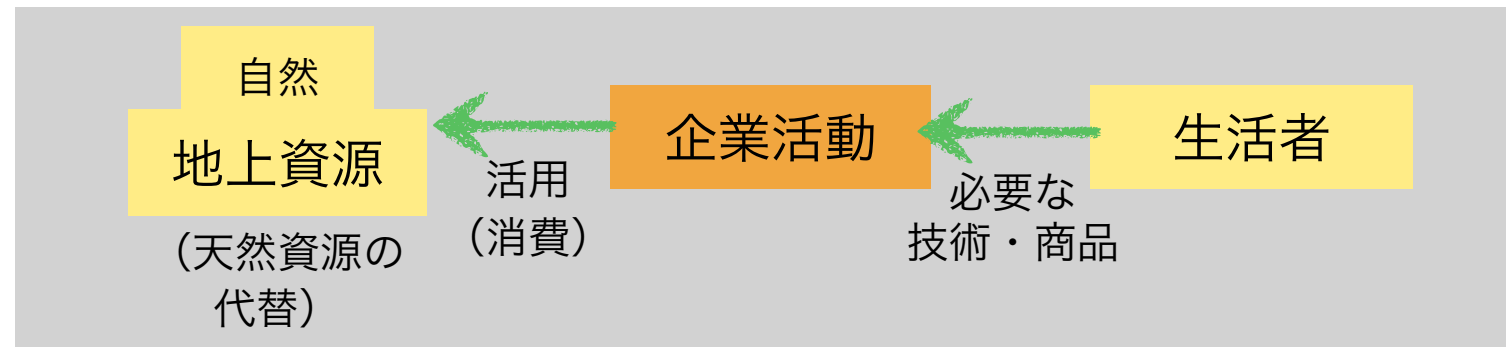 自然
地上資源
（天然資源の
代替）
活用
（消費）
企業活動
必要な
技術・商品
生活者